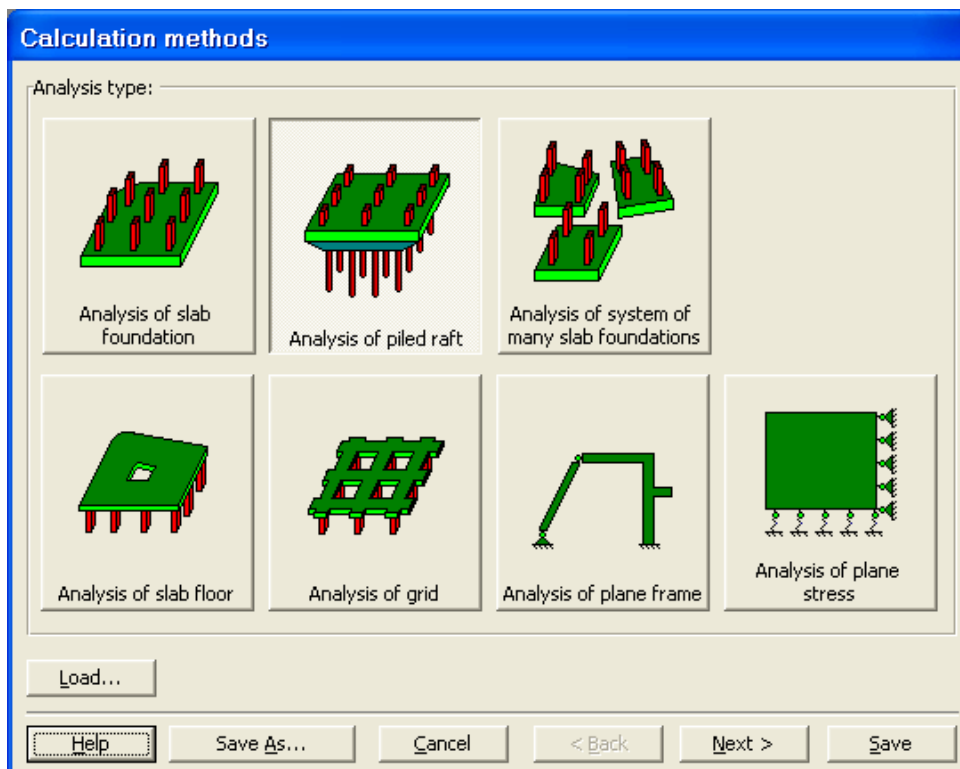 Calculation methods
Analysis type:
Analysis of slab
foundation
Analysis of piled raft
Analysis of system of
many slab foundations
Analysis of slab floor
Analysis of grid
Analysis of plane frame
Analysis of plane
stress
Load...
Help
Save As...
Cancel
< Back
Next >
Save